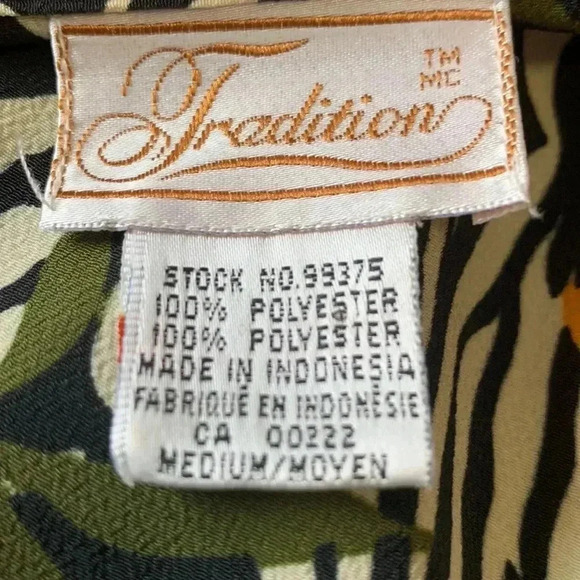 Tradition
TM
MC
STOCK NO.99375
100% POLYESTER
100% POLYESTER
MADE IN INDONESIA
FABRIQUÉ EN INDONÉSIE
CA 00222
MEDIUM/MOYEN